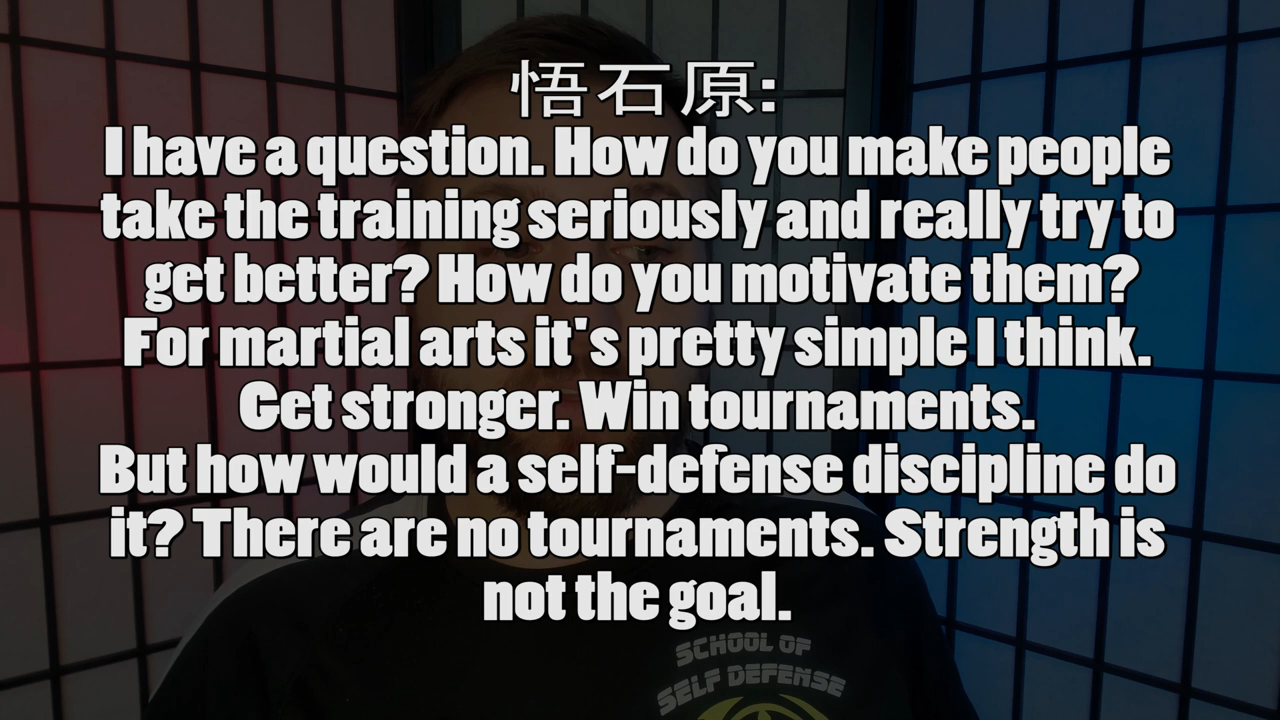 悟石原:
I have a question. How do you make people
take the training seriously and really try to
get better? How do you motivate them?
For martial arts it's pretty simple I think.
Get stronger. Win tournaments.
But how would a self-defense discipline do
it? There are no tournaments. Strength is
not the goal.
SCHOOL OF
SELF DEFENSE